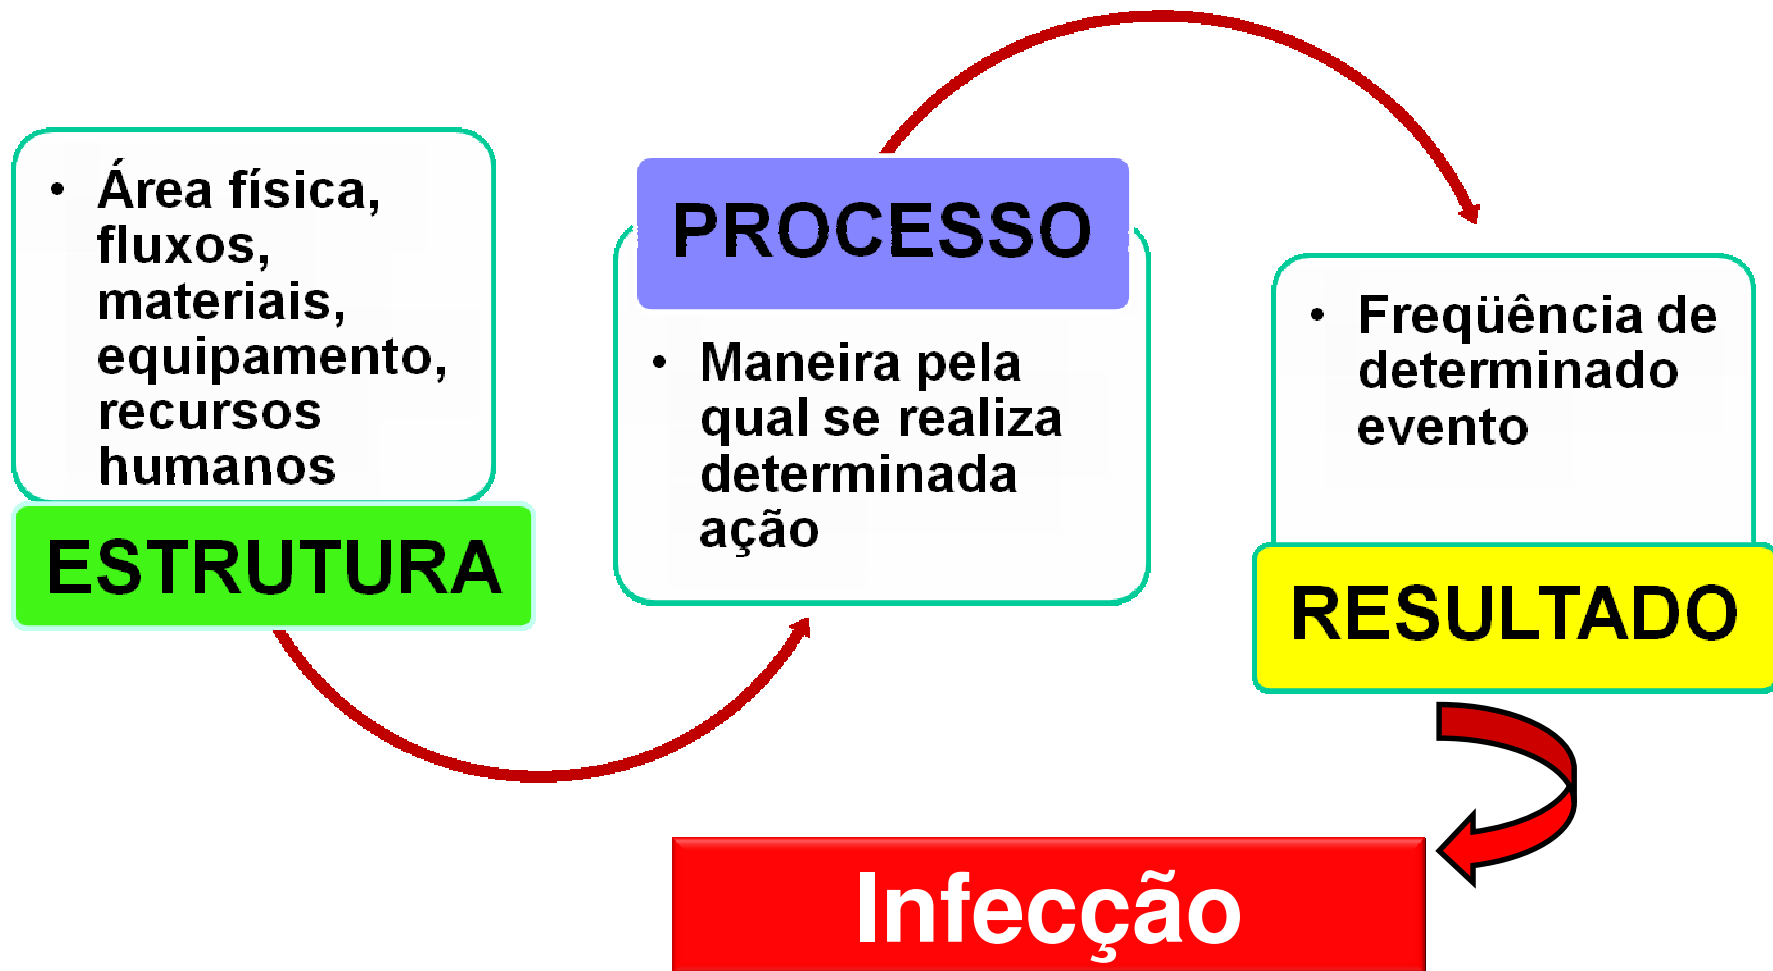 • Área física,
fluxos,
materiais,
equipamento,
recursos
humanos
ESTRUTURA
PROCESSO
• Maneira pela
qual se realiza
determinada
ação
• Freqüência de
determinado
evento
RESULTADO
Infecção